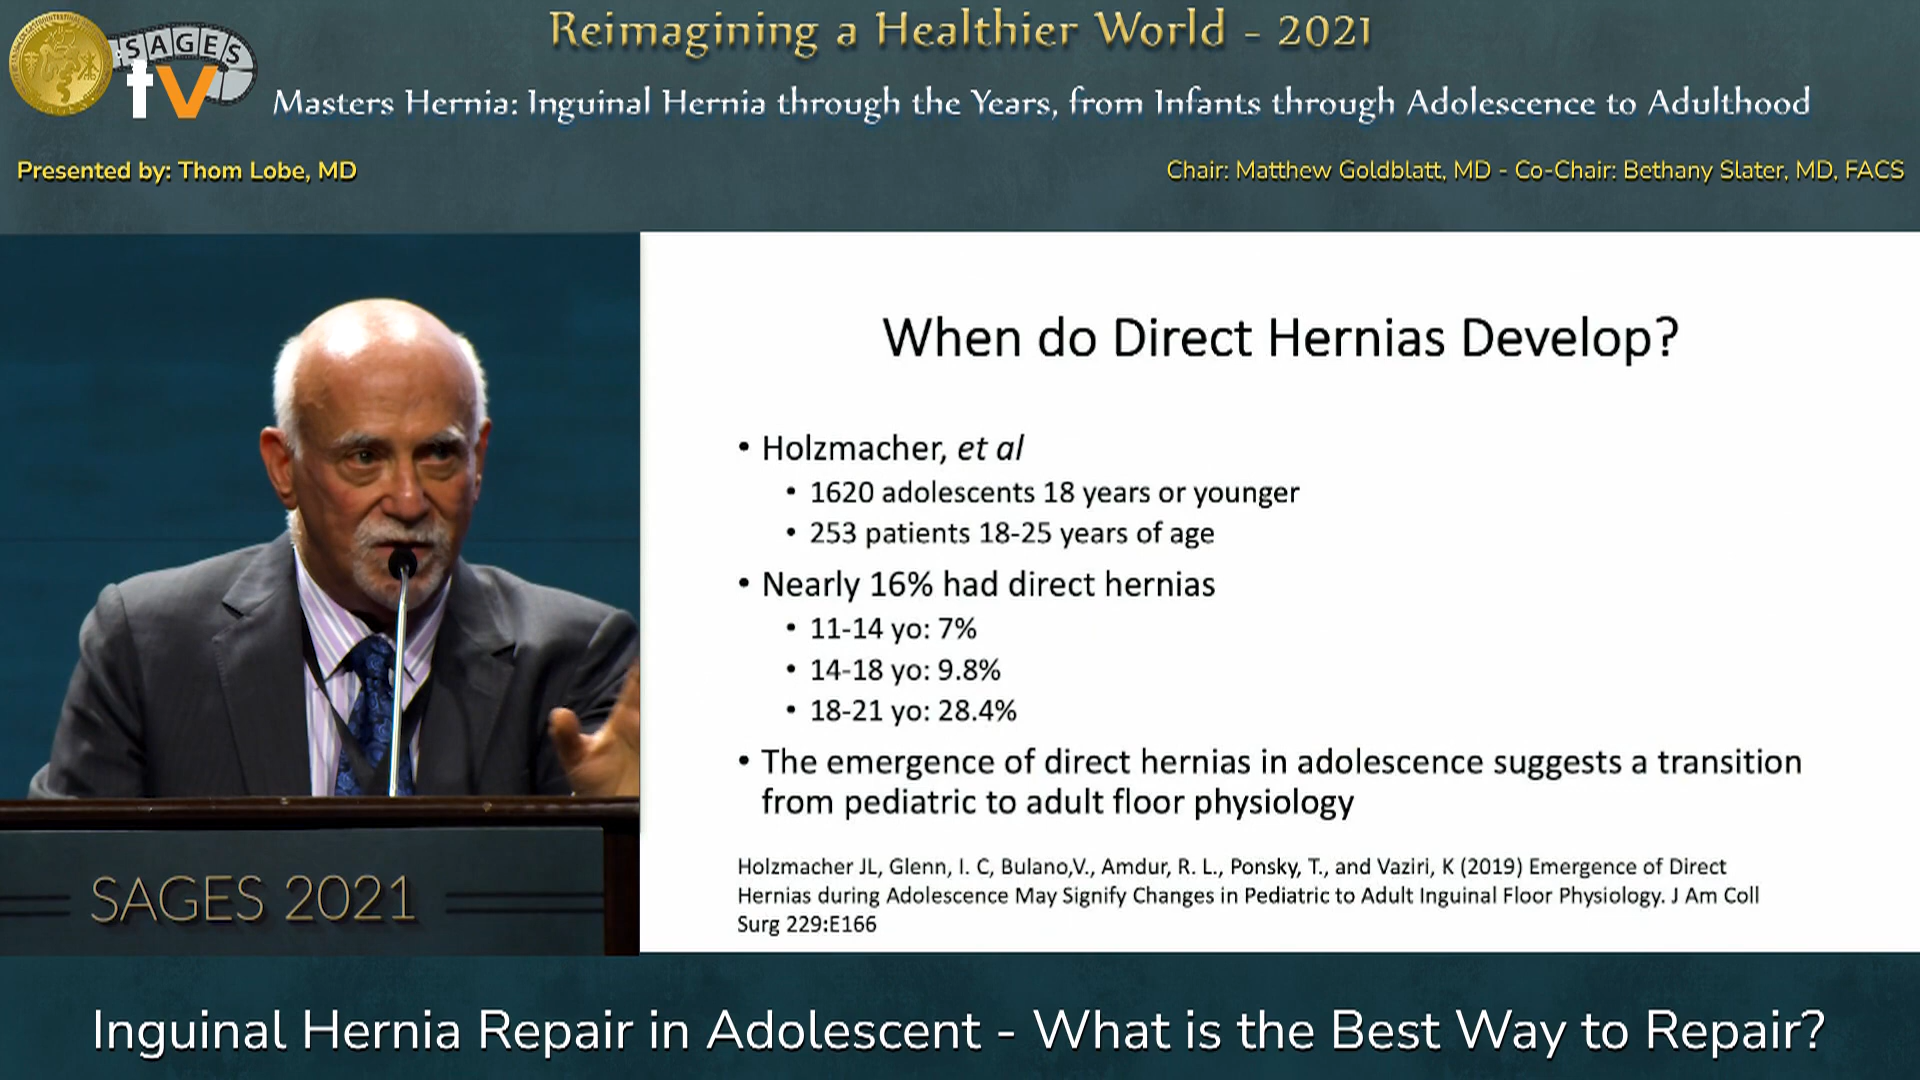 Reimagining a Healthier World - 2021
SAGES
tv
Masters Hernia: Inguinal Hernia through the Years, from Infants through Adolescence to Adulthood
Presented by: Thom Lobe, MD
Chair: Matthew Goldblatt, MD - Co-Chair: Bethany Slater, MD, FACS
When do Direct Hernias Develop?
• Holzmacher, et al
• 1620 adolescents 18 years or younger
• 253 patients 18-25 years of age
• Nearly 16% had direct hernias
• 11-14 yo: 7%
• 14-18 yo: 9.8%
• 18-21 yo: 28.4%
• The emergence of direct hernias in adolescence suggests a transition
from pediatric to adult floor physiology
Holzmacher JL, Glenn, I. C, Bulano,V., Amdur, R. L., Ponsky, T., and Vaziri, K (2019) Emergence of Direct
Hernias during Adolescence May Signify Changes in Pediatric to Adult Inguinal Floor Physiology. J Am Coll
Surg 229:E166
SAGES 2021
Inguinal Hernia Repair in Adolescent - What is the Best Way to Repair?